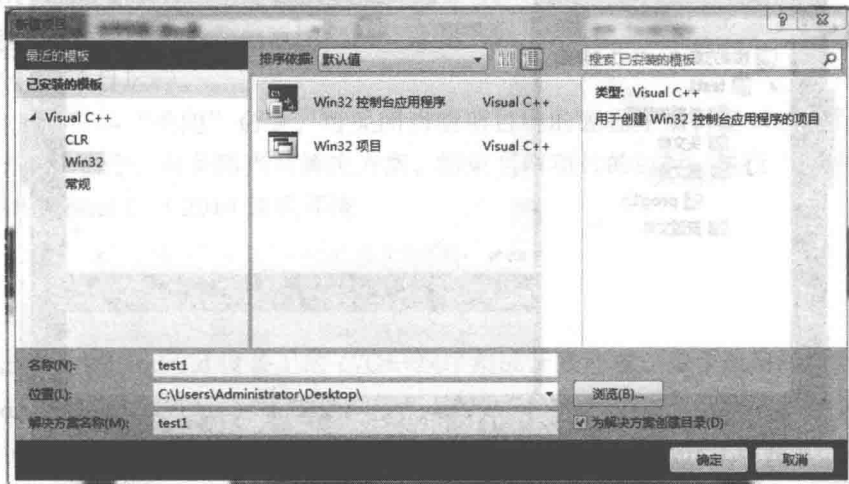 新建项目
最近的模板
已安装的模板
Visual C++
CLR
Win32
常规
排序依据: 默认值
Win32 控制台应用程序 Visual C++
Win32 项目 Visual C++
搜索 已安装的模板
类型: Visual C++
用于创建 Win32 控制台应用程序的项目
名称(N): test1
位置(L): C:\Users\Administrator\Desktop\
浏览(B)...
解决方案名称(M): test1
为解决方案创建目录(D)
确定 取消